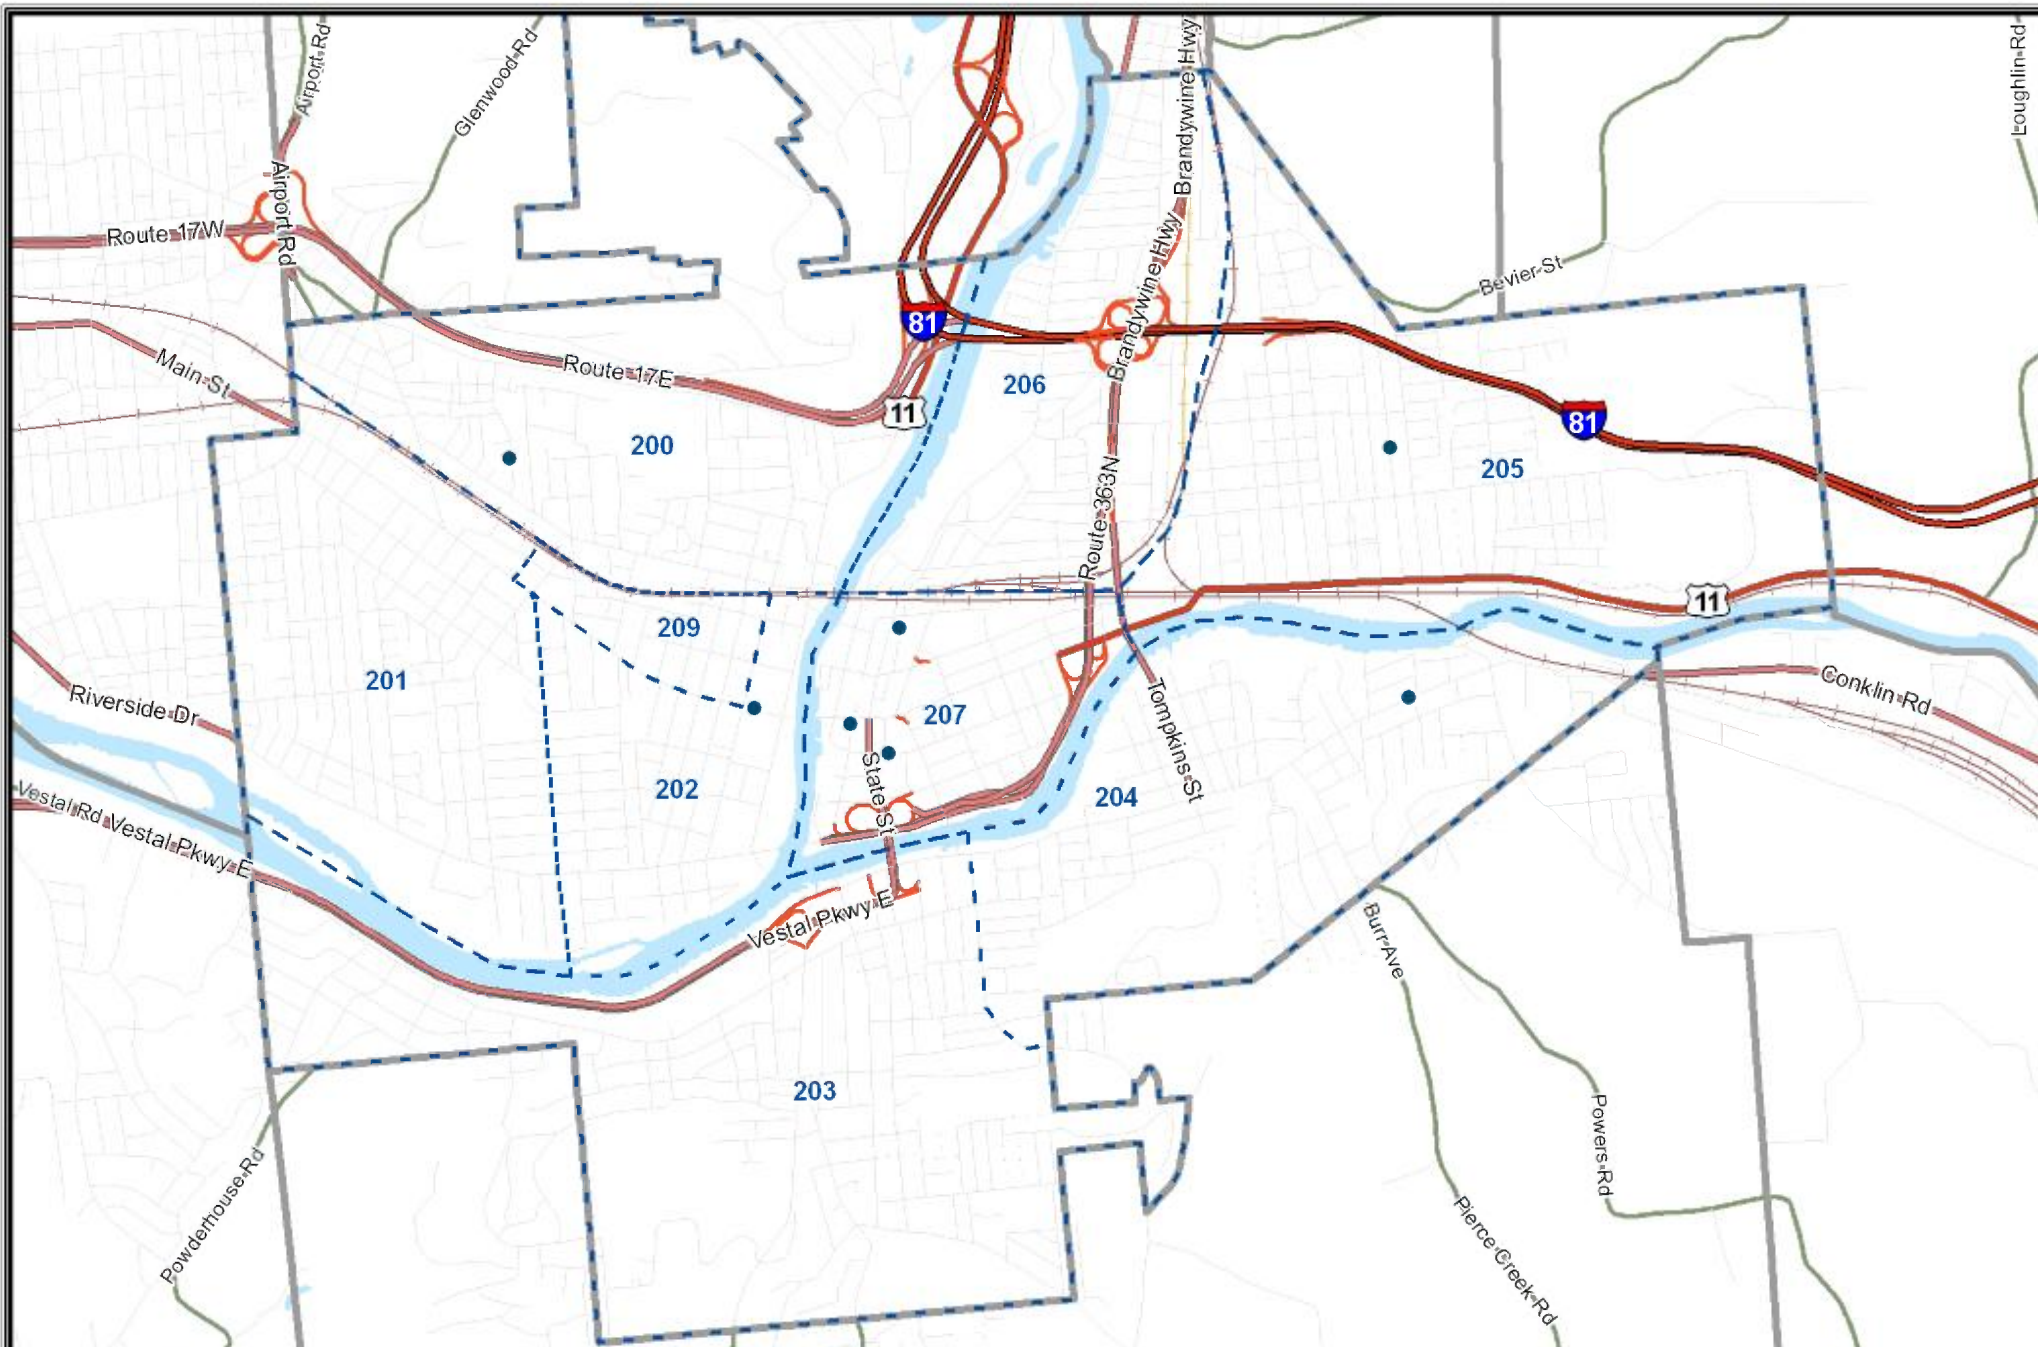 Airport Rd
Glenwood Rd
Brandywine Hwy
Loughlin Rd
Airport Rd
Route 17W
Brandywine Hwy
Brandywine Hwy
Bevier St
81
Main St
Route 17E
206
11
81
200
205
Route 363N
11
209
201
Riverside Dr
207
Tompkins St
Conklin Rd
State St
202
204
Vestal Rd
Vestal Pkwy E
Vestal Pkwy E
Burr Ave
203
Powers Rd
Powderhouse Rd
Pierce Creek Rd